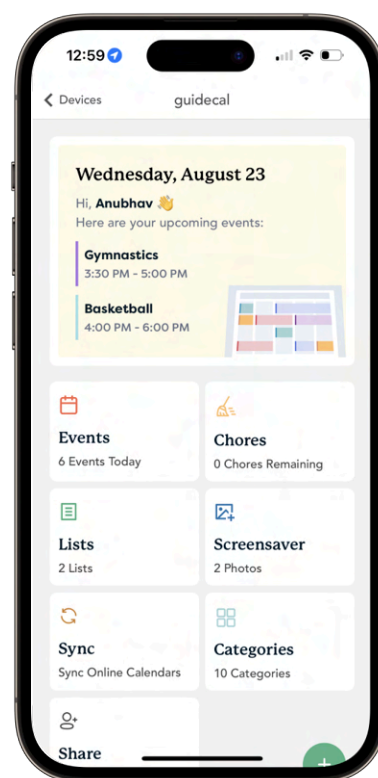 12:59
Devices
guidecal
Wednesday, August 23
Hi, Anubhav 👋
Here are your upcoming events:
Gymnastics
3:30 PM - 5:00 PM
Basketball
4:00 PM - 6:00 PM
Events
6 Events Today
Chores
0 Chores Remaining
Lists
2 Lists
Screensaver
2 Photos
Sync
Sync Online Calendars
Categories
10 Categories
Share
+